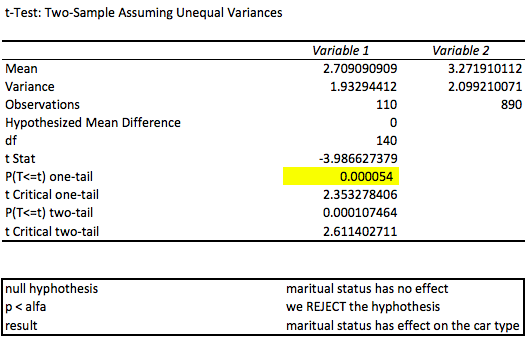 t-Test: Two-Sample Assuming Unequal Variances
Variable 1 Variable 2
Mean 2.709090909 3.271910112
Variance 1.93294412 2.099210071
Observations 110 890
Hypothesized Mean Difference 0
df 140
t Stat -3.986627379
P(T<=t) one-tail 0.000054
t Critical one-tail 2.353278406
P(T<=t) two-tail 0.000107464
t Critical two-tail 2.611402711
null hyphothesis maritual status has no effect
p < alfa we REJECT the hyphothesis
result maritual status has effect on the car type